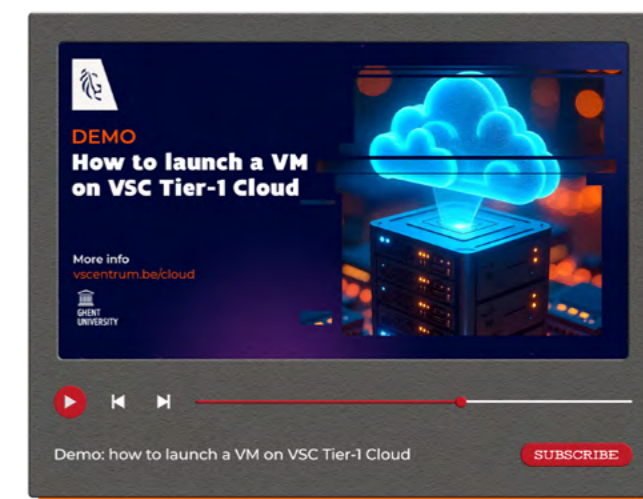 DEMO
How to launch a VM
on VSC Tier-1 Cloud
More info
vscentrum.be/cloud
GHENT
UNIVERSITY
Demo: how to launch a VM on VSC Tier-1 Cloud
SUBSCRIBE